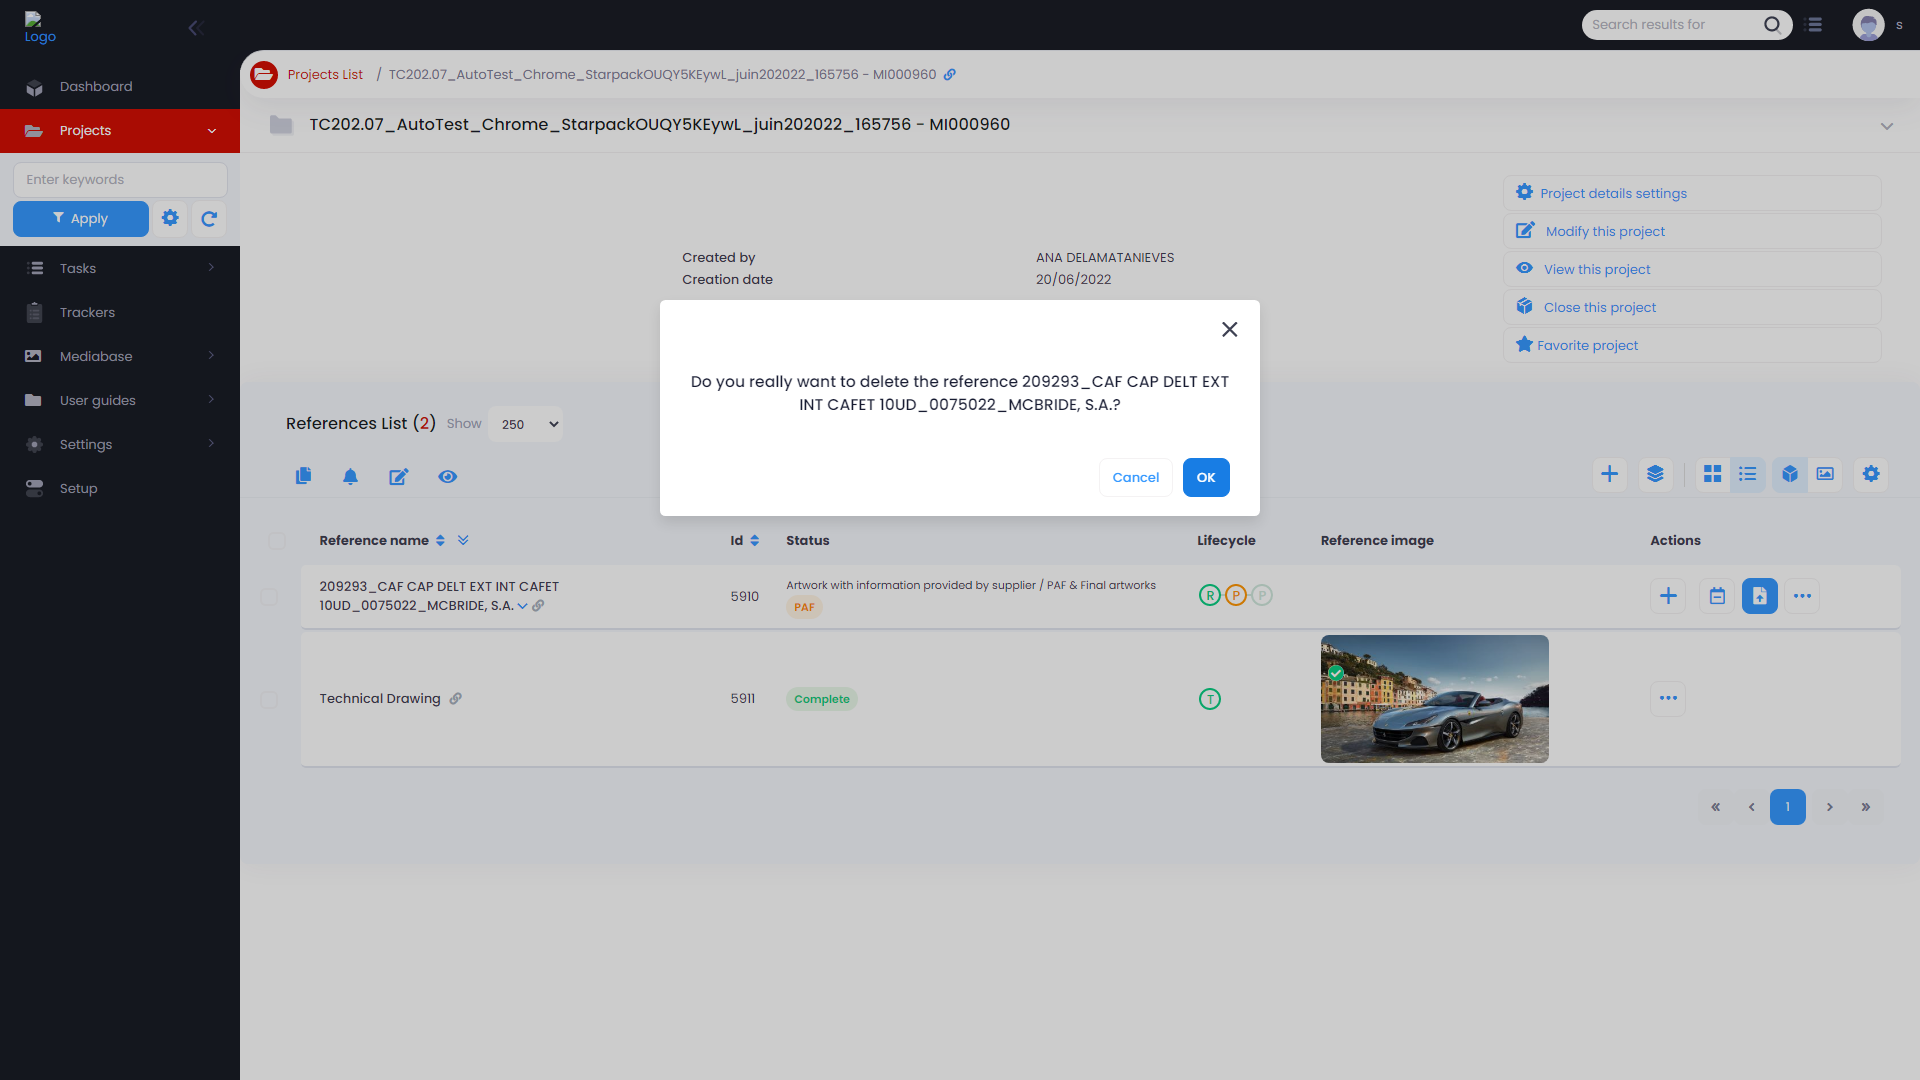 Logo
Search results for
s
Dashboard
Projects
Enter keywords
Apply
Tasks
Trackers
Mediabase
User guides
Settings
Setup
Projects List / TC202.07_AutoTest_Chrome_StarpackOUQY5KEywL_juin202022_165756 - MI000960
TC202.07_AutoTest_Chrome_StarpackOUQY5KEywL_juin202022_165756 - MI000960
Created by ANA DELAMATANIEVES
Creation date 20/06/2022
Project details settings
Modify this project
View this project
Close this project
Favorite project
Do you really want to delete the reference 209293_CAF CAP DELT EXT
INT CAFET 10UD_0075022_MCBRIDE, S.A.?
Cancel OK
References List (2) Show 250
Reference name Id Status Lifecycle Reference image Actions
209293_CAF CAP DELT EXT INT CAFET
10UD_0075022_MCBRIDE, S.A.
5910
Artwork with information provided by supplier / PAF & Final artworks
PAF
R P P
Technical Drawing 5911 Complete T
« ‹ 1 › »